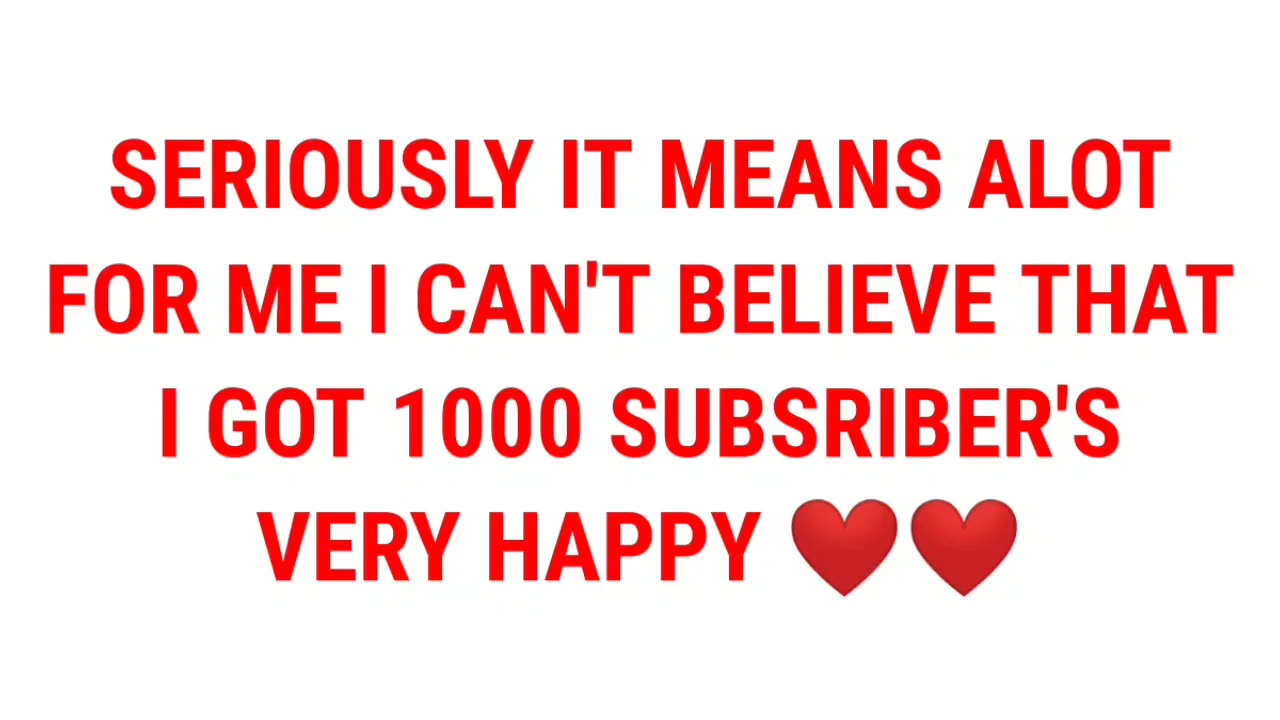 SERIOUSLY IT MEANS ALOT
FOR ME I CAN'T BELIEVE THAT
I GOT 1000 SUBSRIBER'S
VERY HAPPY ❤️❤️